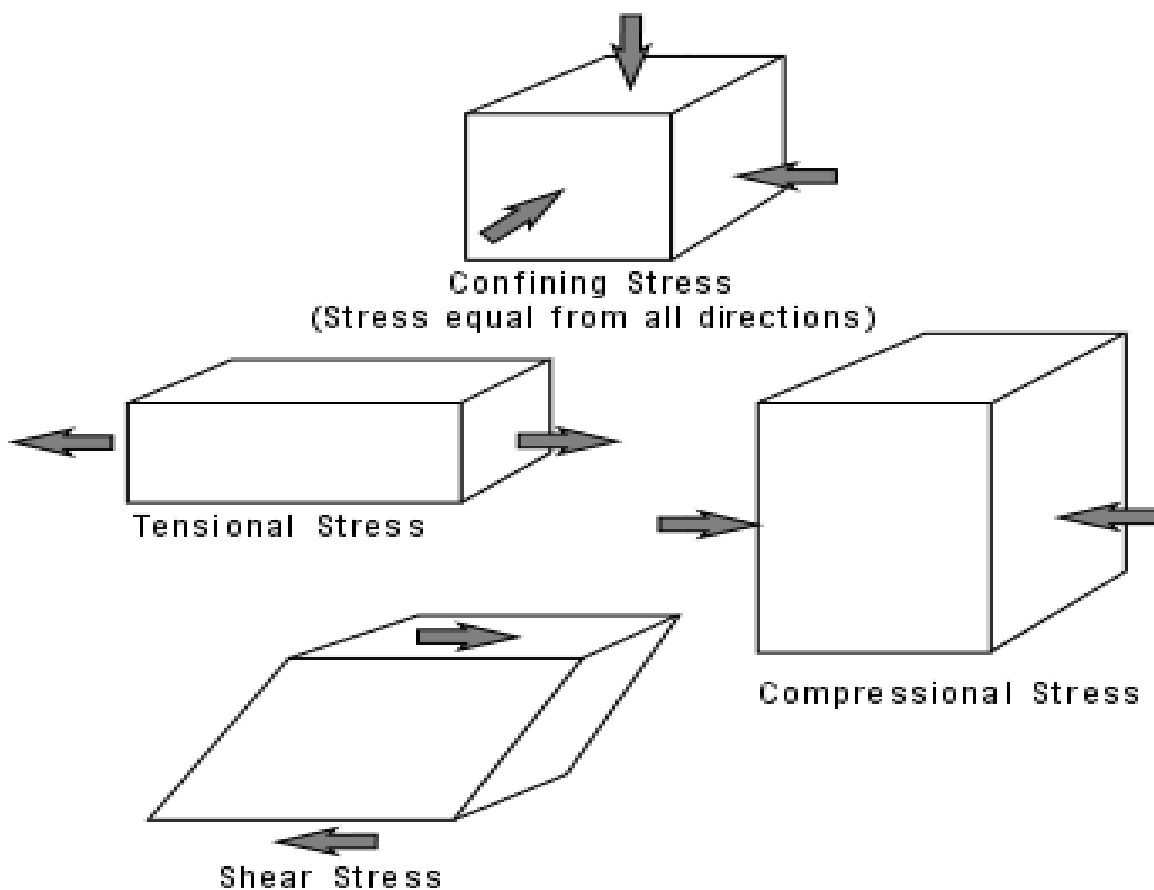 Confining Stress
(Stress equal from all directions)
Tensional Stress
Compressional Stress
Shear Stress